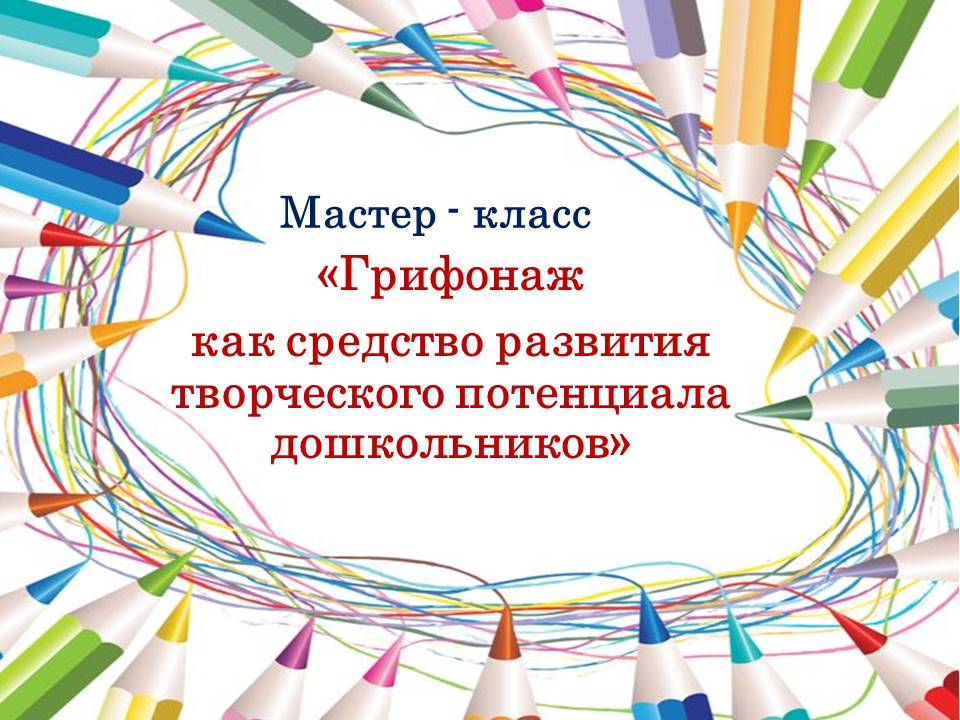 Мастер - класс
«Грифонаж
как средство развития
творческого потенциала
дошкольников»